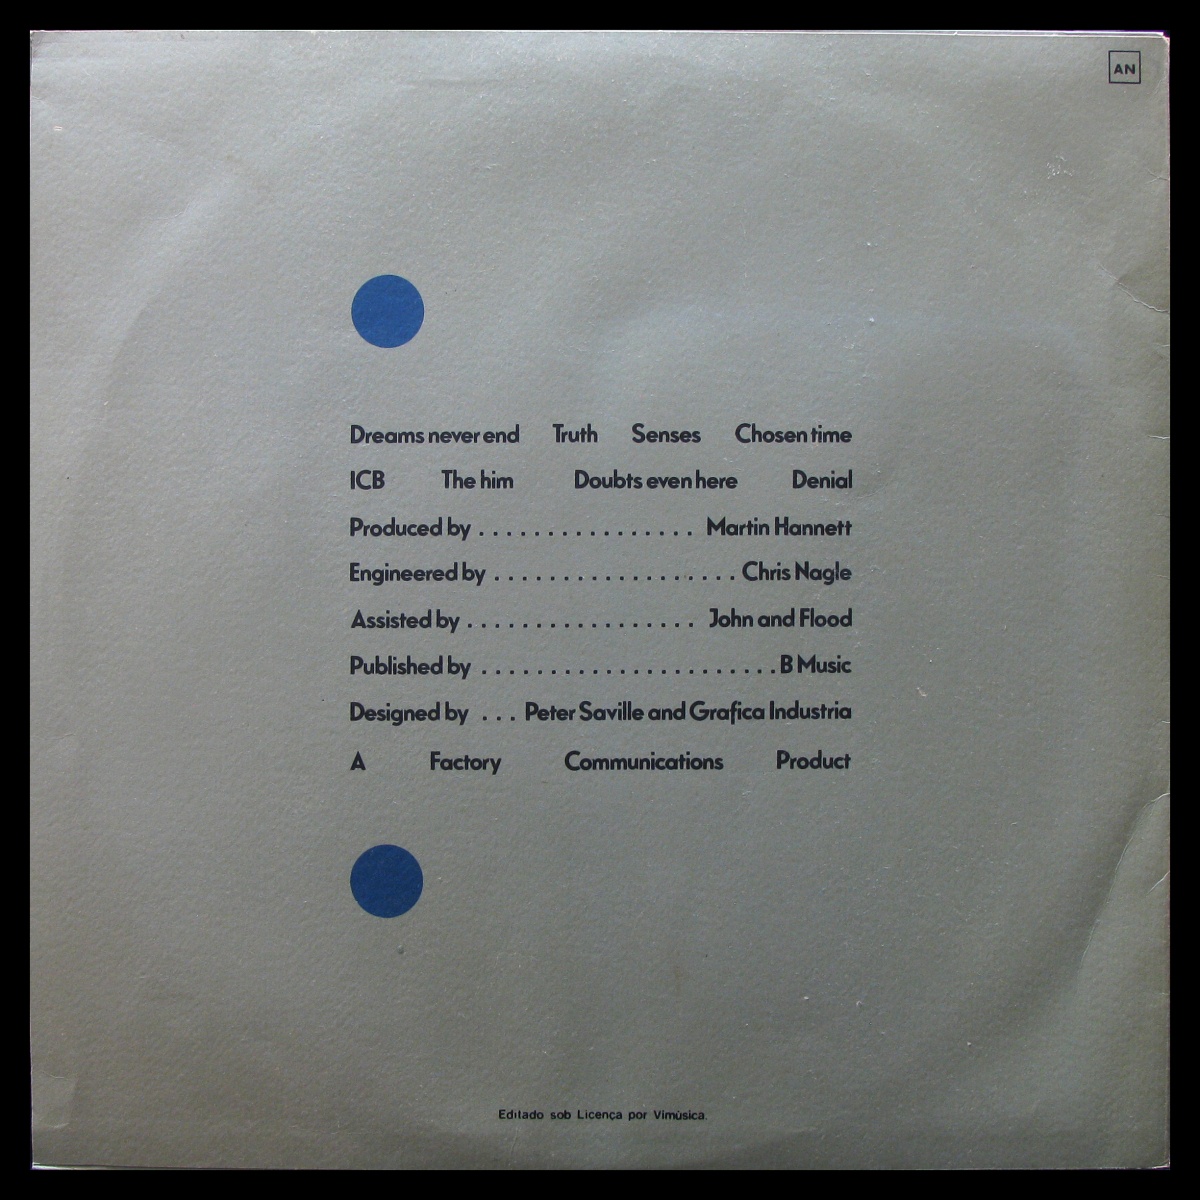 AN
Dreams never end Truth Senses Chosen time
ICB The him Doubts even here Denial
Produced by . . . . . . . . . . . . . . . . Martin Hannett
Engineered by . . . . . . . . . . . . . . . . . . Chris Nagle
Assisted by . . . . . . . . . . . . . . . . . John and Flood
Published by . . . . . . . . . . . . . . . . . . . . . . B Music
Designed by . . . Peter Saville and Grafica Industria
A Factory Communications Product
Editado sob Licença por Vimúsica.